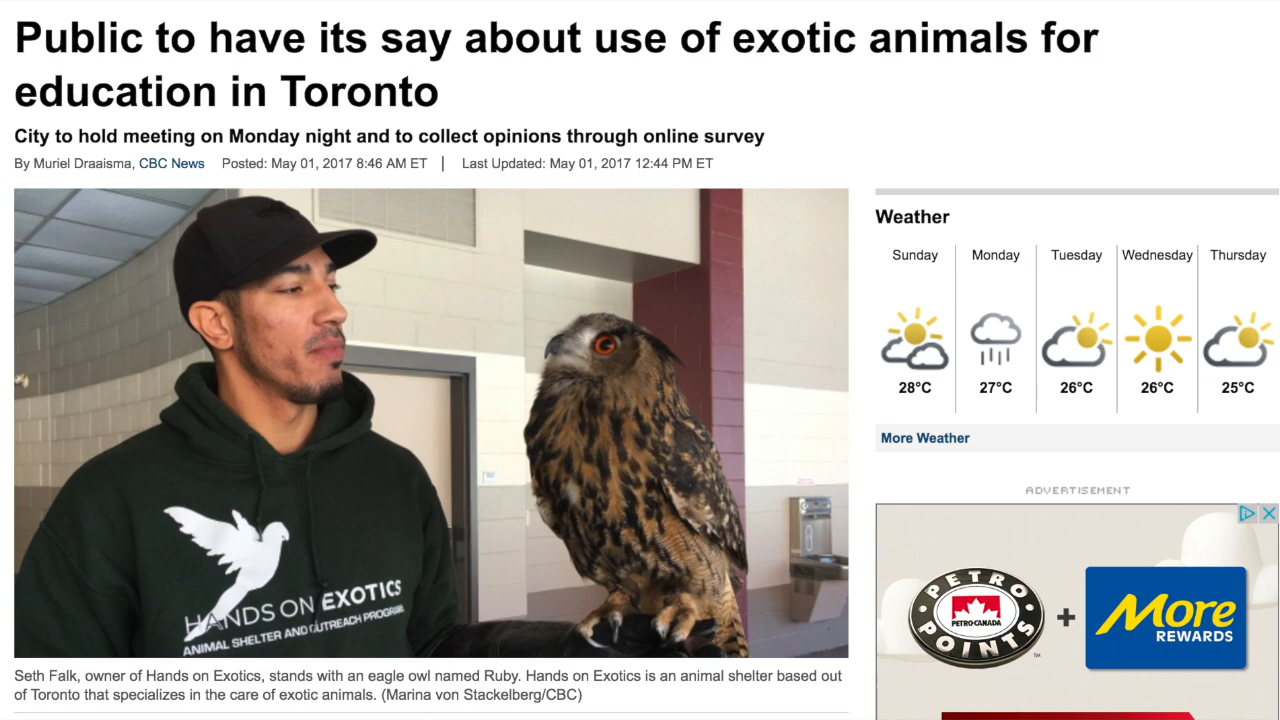 Public to have its say about use of exotic animals for
education in Toronto
City to hold meeting on Monday night and to collect opinions through online survey
By Muriel Draaisma, CBC News Posted: May 01, 2017 8:46 AM ET | Last Updated: May 01, 2017 12:44 PM ET
HANDS ON EXOTICS
ANIMAL SHELTER AND OUTREACH PROGRAM
Seth Falk, owner of Hands on Exotics, stands with an eagle owl named Ruby. Hands on Exotics is an animal shelter based out
of Toronto that specializes in the care of exotic animals. (Marina von Stackelberg/CBC)
Weather
Sunday Monday Tuesday Wednesday Thursday
28°C 27°C 26°C 26°C 25°C
More Weather
ADVERTISEMENT
PETRO
PETRO-CANADA
POINTS
TM
+
More
REWARDS